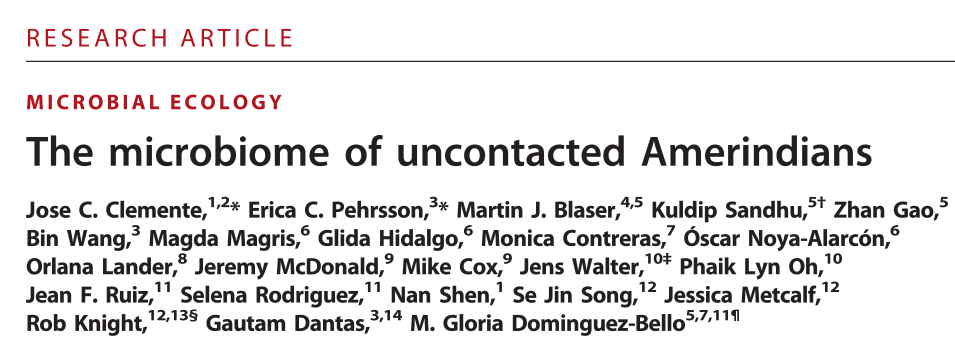 RESEARCH ARTICLE
MICROBIAL ECOLOGY
The microbiome of uncontacted Amerindians
Jose C. Clemente,1,2* Erica C. Pehrsson,3* Martin J. Blaser,4,5 Kuldip Sandhu,5† Zhan Gao,5
Bin Wang,3 Magda Magris,6 Glida Hidalgo,6 Monica Contreras,7 Óscar Noya-Alarcón,6
Orlana Lander,8 Jeremy McDonald,9 Mike Cox,9 Jens Walter,10‡ Phaik Lyn Oh,10
Jean F. Ruiz,11 Selena Rodriguez,11 Nan Shen,1 Se Jin Song,12 Jessica Metcalf,12
Rob Knight,12,13§ Gautam Dantas,3,14 M. Gloria Dominguez-Bello5,7,11¶